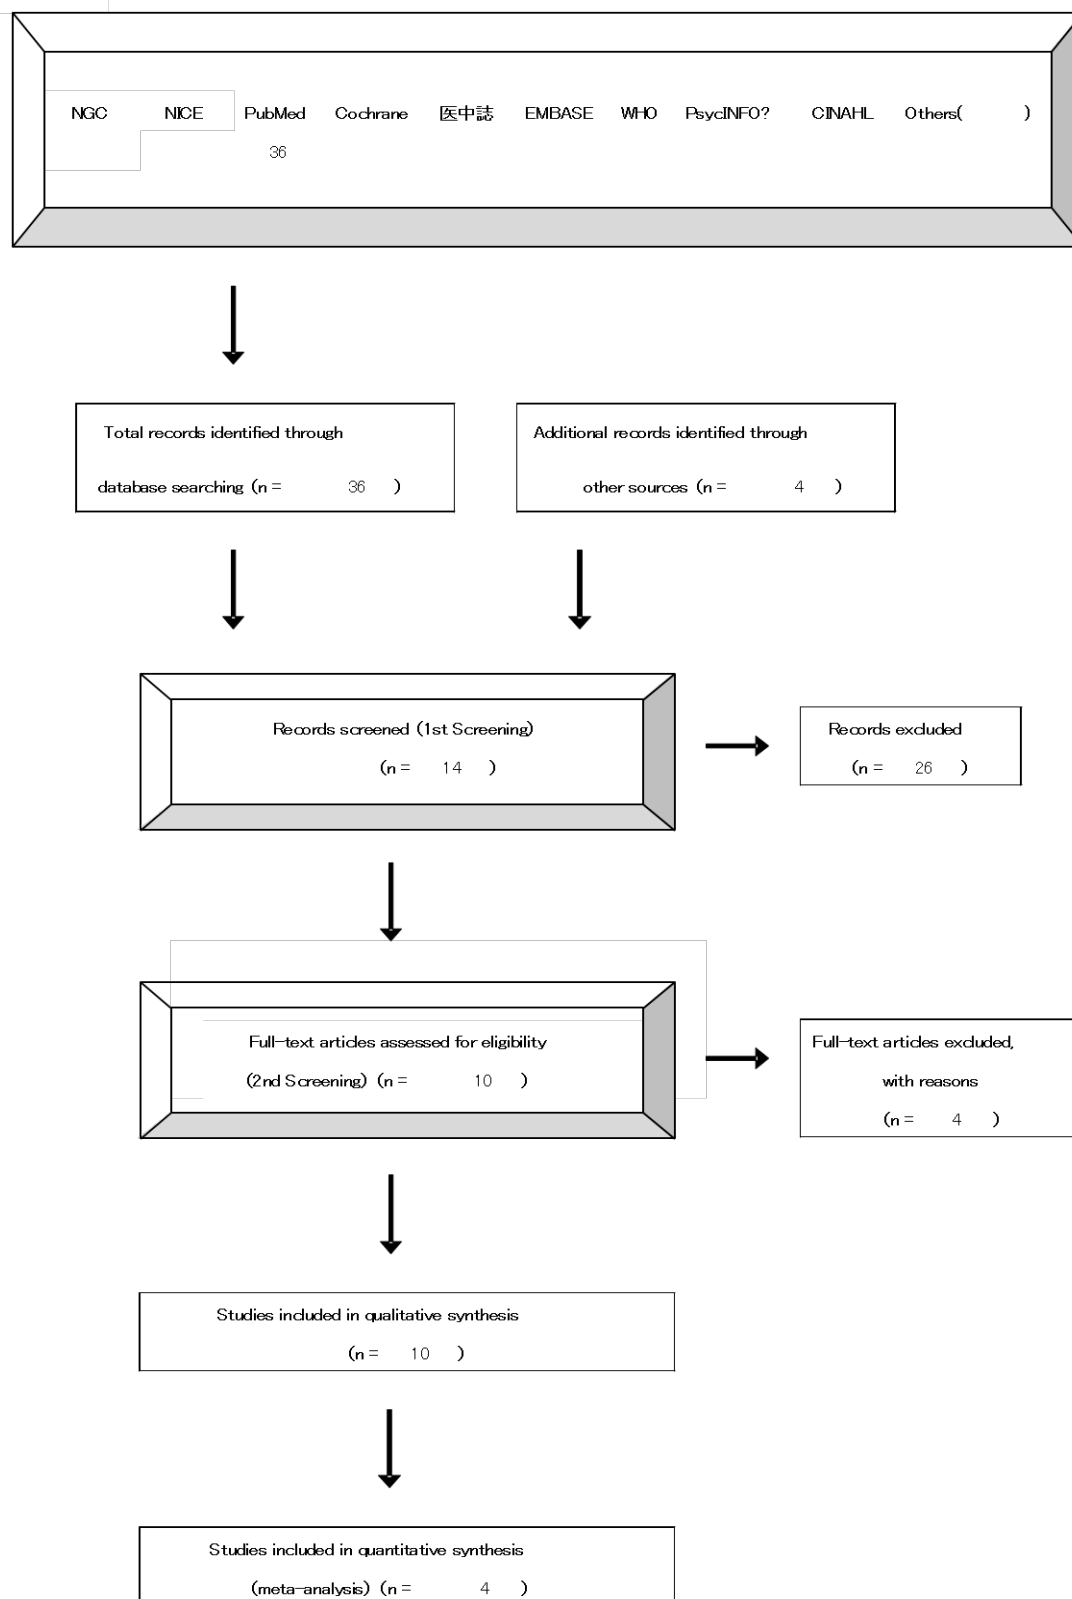 NGC NICE PubMed Cochrane 医中誌 EMBASE WHO PsycINFO? CINAHL Others( )
36
Total records identified through
database searching (n = 36 )
Additional records identified through
other sources (n = 4 )
Records screened (1st Screening)
(n = 14 )
Records excluded
(n = 26 )
Full-text articles assessed for eligibility
(2nd Screening) (n = 10 )
Full-text articles excluded,
with reasons
(n = 4 )
Studies included in qualitative synthesis
(n = 10 )
Studies included in quantitative synthesis
(meta-analysis) (n = 4 )